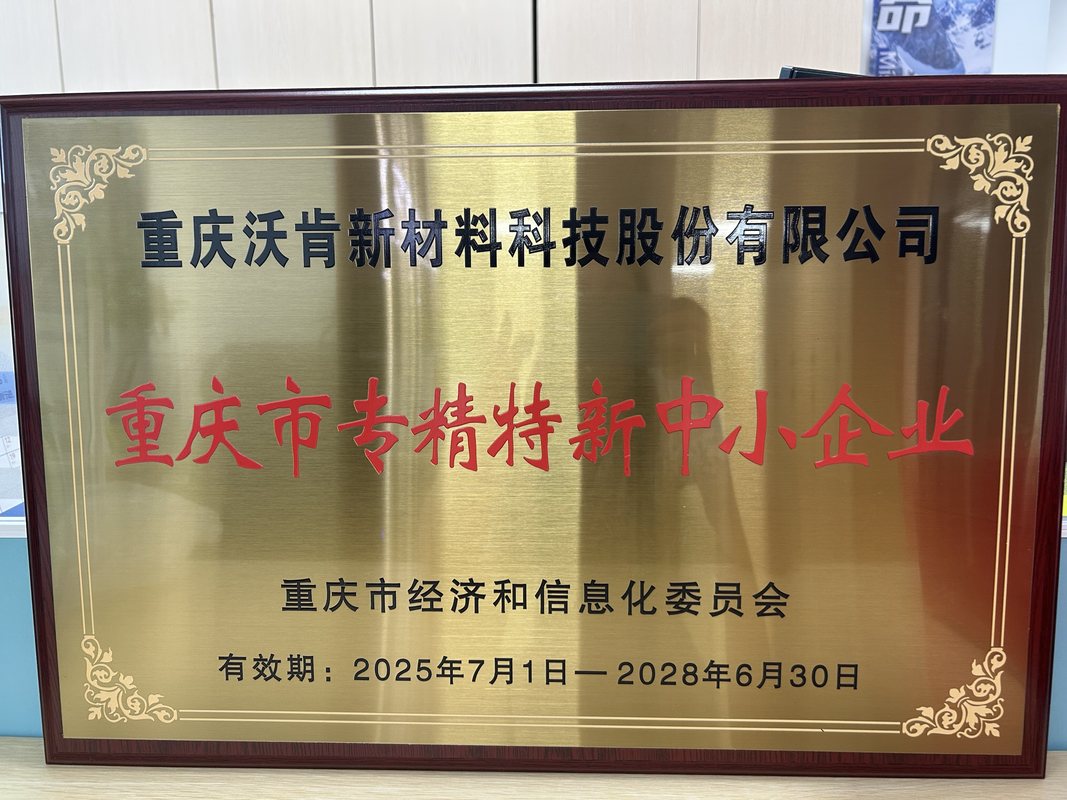 重庆沃肯新材料科技股份有限公司
重庆市专精特新中小企业
重庆市经济和信息化委员会
有效期：2025年7月1日—2028年6月30日